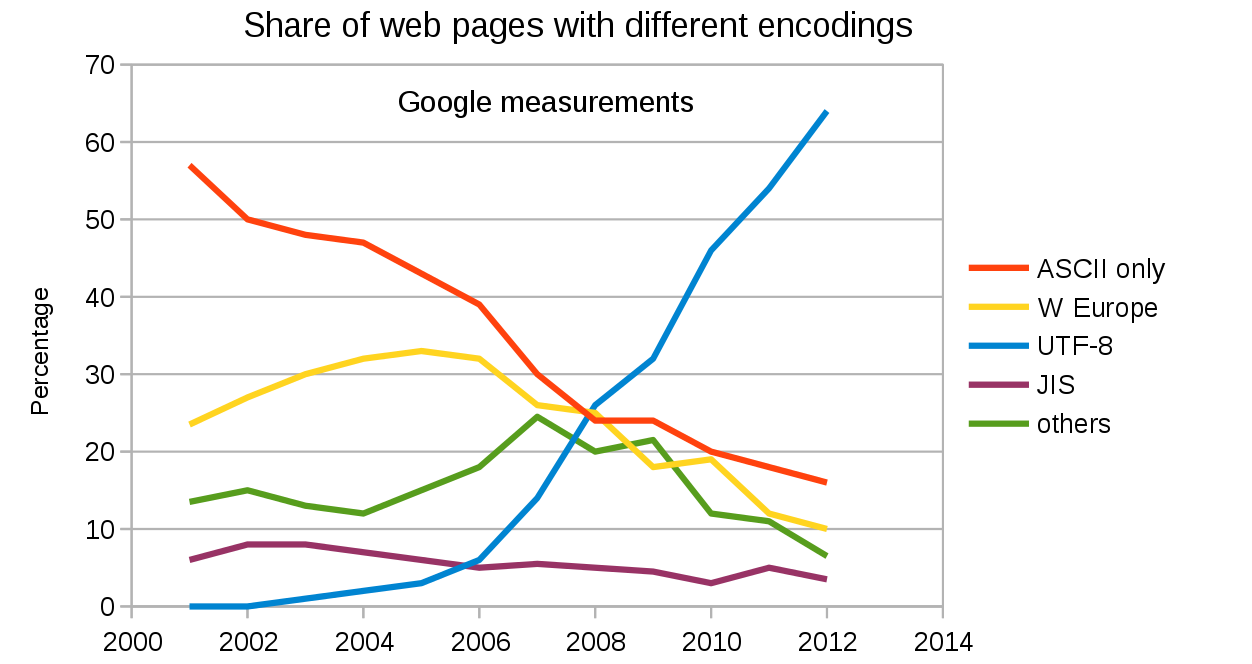 Share of web pages with different encodings
Google measurements
Percentage
70
60
50
40
30
20
10
0
2000 2002 2004 2006 2008 2010 2012 2014
ASCII only
W Europe
UTF-8
JIS
others